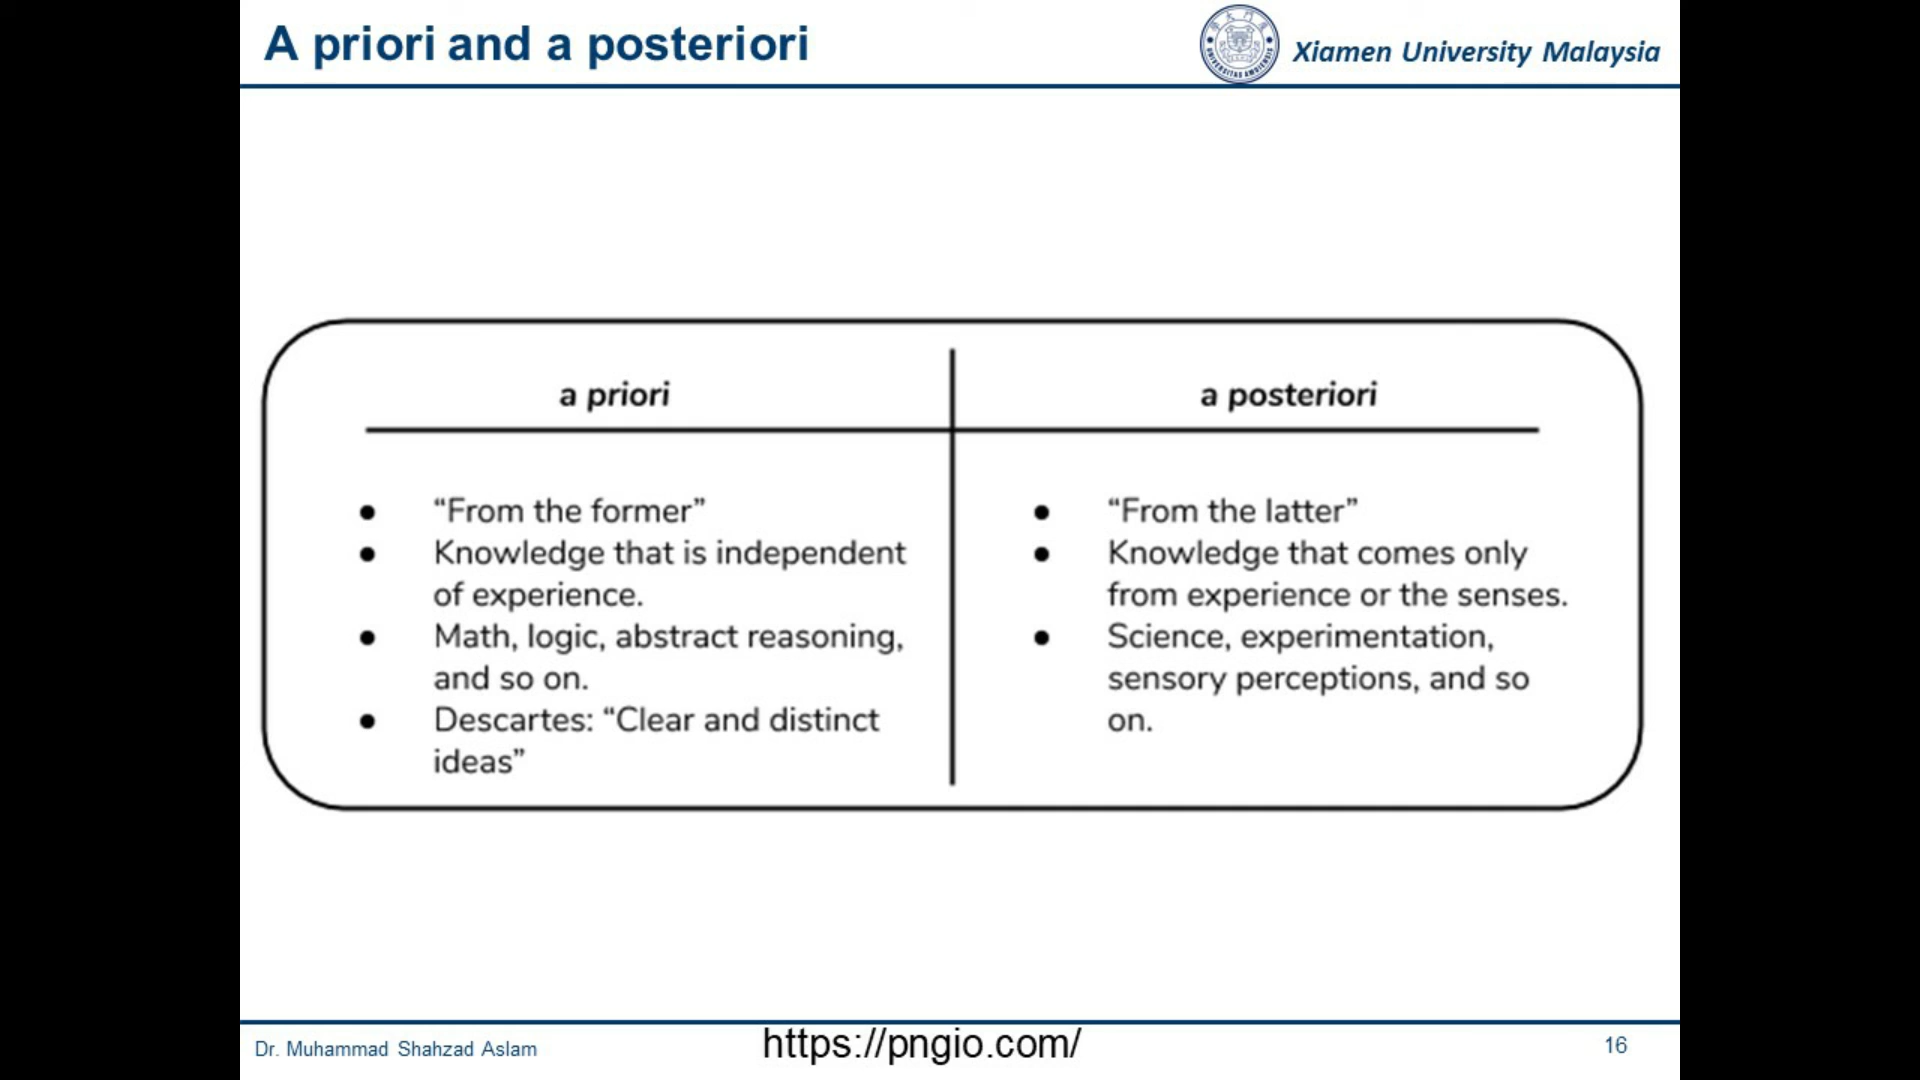 A priori and a posteriori
Xiamen University Malaysia
a priori
"From the former"
Knowledge that is independent
of experience.
Math, logic, abstract reasoning,
and so on.
Descartes: "Clear and distinct
ideas"
a posteriori
"From the latter"
Knowledge that comes only
from experience or the senses.
Science, experimentation,
sensory perceptions, and so
on.
Dr. Muhammad Shahzad Aslam
https://pngio.com/
16